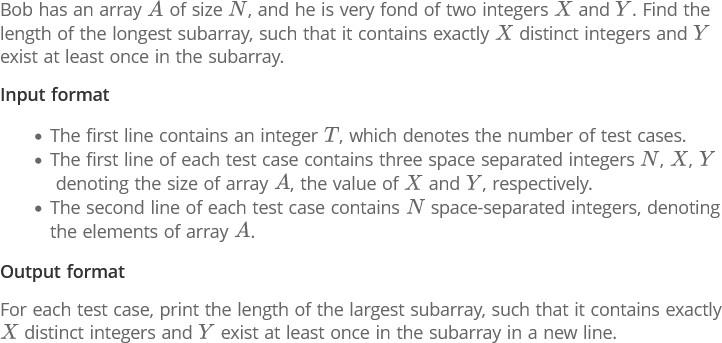 Bob has an array A of size N, and he is very fond of two integers X and Y. Find the
length of the longest subarray, such that it contains exactly X distinct integers and Y
exist at least once in the subarray.
Input format
• The first line contains an integer T, which denotes the number of test cases.
• The first line of each test case contains three space separated integers N, X, Y
denoting the size of array A, the value of X and Y, respectively.
• The second line of each test case contains N space-separated integers, denoting
the elements of array A.
Output format
For each test case, print the length of the largest subarray, such that it contains exactly
X distinct integers and Y exist at least once in the subarray in a new line.